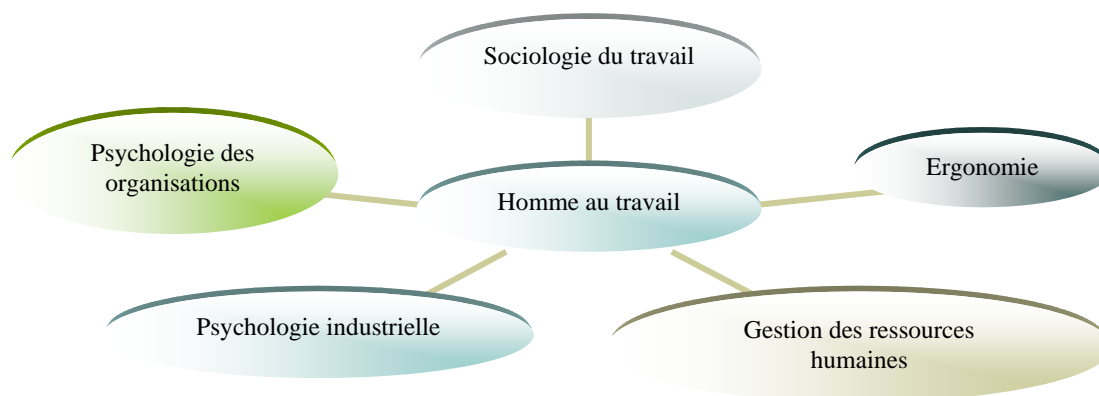 Sociologie du travail
Psychologie des
organisations
Ergonomie
Homme au travail
Psychologie industrielle
Gestion des ressources
humaines